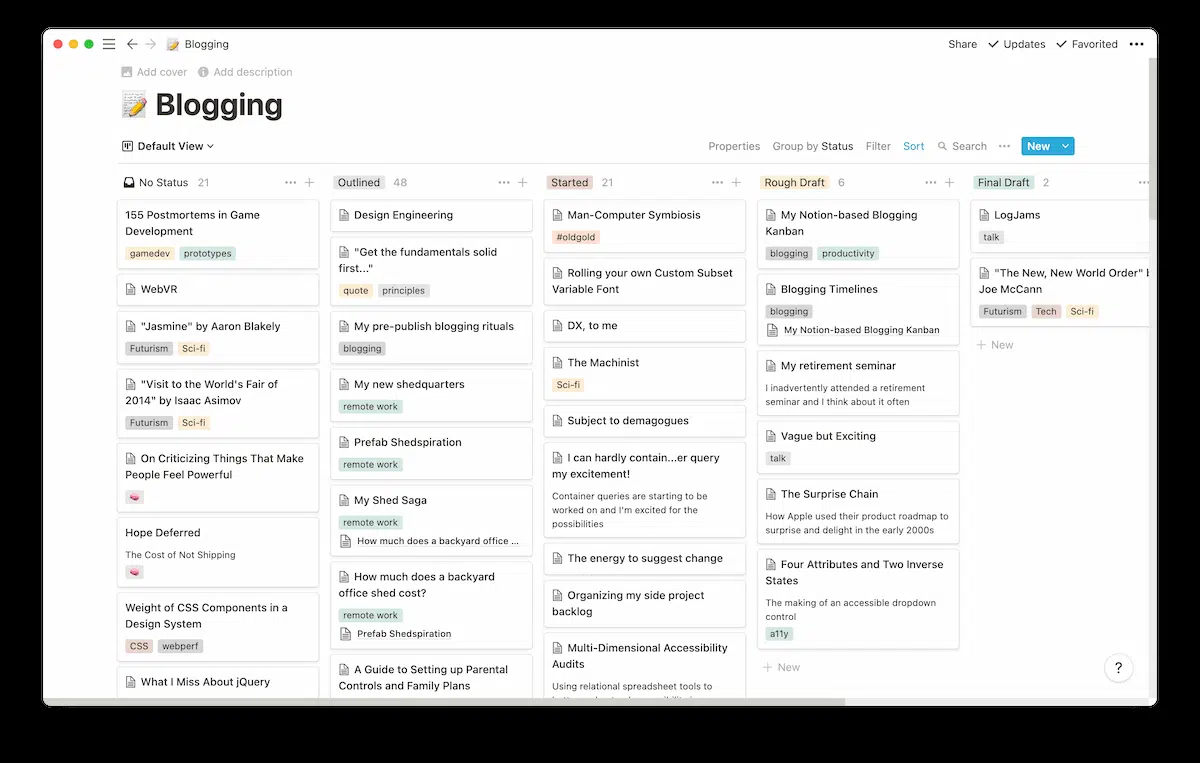 Blogging
Share Updates Favorited
Add cover Add description
Blogging
Default View
Properties Group by Status Filter Sort Search New
No Status 21
155 Postmortems in Game
Development
gamedev prototypes
WebVR
"Jasmine" by Aaron Blakely
Futurism Sci-fi
"Visit to the World's Fair of
2014" by Isaac Asimov
Futurism Sci-fi
On Criticizing Things That Make
People Feel Powerful
Hope Deferred
The Cost of Not Shipping
Weight of CSS Components in a
Design System
CSS webperf
What I Miss About jQuery
Outlined 48
Design Engineering
"Get the fundamentals solid
first..."
quote principles
My pre-publish blogging rituals
blogging
My new shedquarters
remote work
Prefab Shedspiration
remote work
My Shed Saga
remote work
How much does a backyard office ...
How much does a backyard
office shed cost?
remote work
Prefab Shedspiration
A Guide to Setting up Parental
Controls and Family Plans
Started 21
Man-Computer Symbiosis
#oldgold
Rolling your own Custom Subset
Variable Font
DX, to me
The Machinist
Sci-fi
Subject to demagogues
I can hardly contain...er query
my excitement!
Container queries are starting to be
worked on and I'm excited for the
possibilities
The energy to suggest change
Organizing my side project
backlog
Multi-Dimensional Accessibility
Audits
Using relational spreadsheet tools to
Rough Draft 6
My Notion-based Blogging
Kanban
blogging productivity
Blogging Timelines
blogging
My Notion-based Blogging Kanban
My retirement seminar
I inadvertently attended a retirement
seminar and I think about it often
Vague but Exciting
talk
The Surprise Chain
How Apple used their product roadmap to
surprise and delight in the early 2000s
Four Attributes and Two Inverse
States
The making of an accessible dropdown
control
a11y
+ New
Final Draft 2
LogJams
talk
"The New, New World Order"
Joe McCann
Futurism Tech Sci-fi
+ New
?